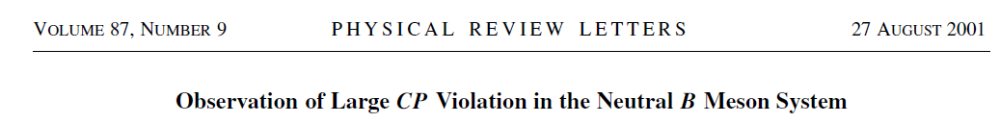 VOLUME 87, NUMBER 9 PHYSICAL REVIEW LETTERS 27 AUGUST 2001
Observation of Large CP Violation in the Neutral B Meson System